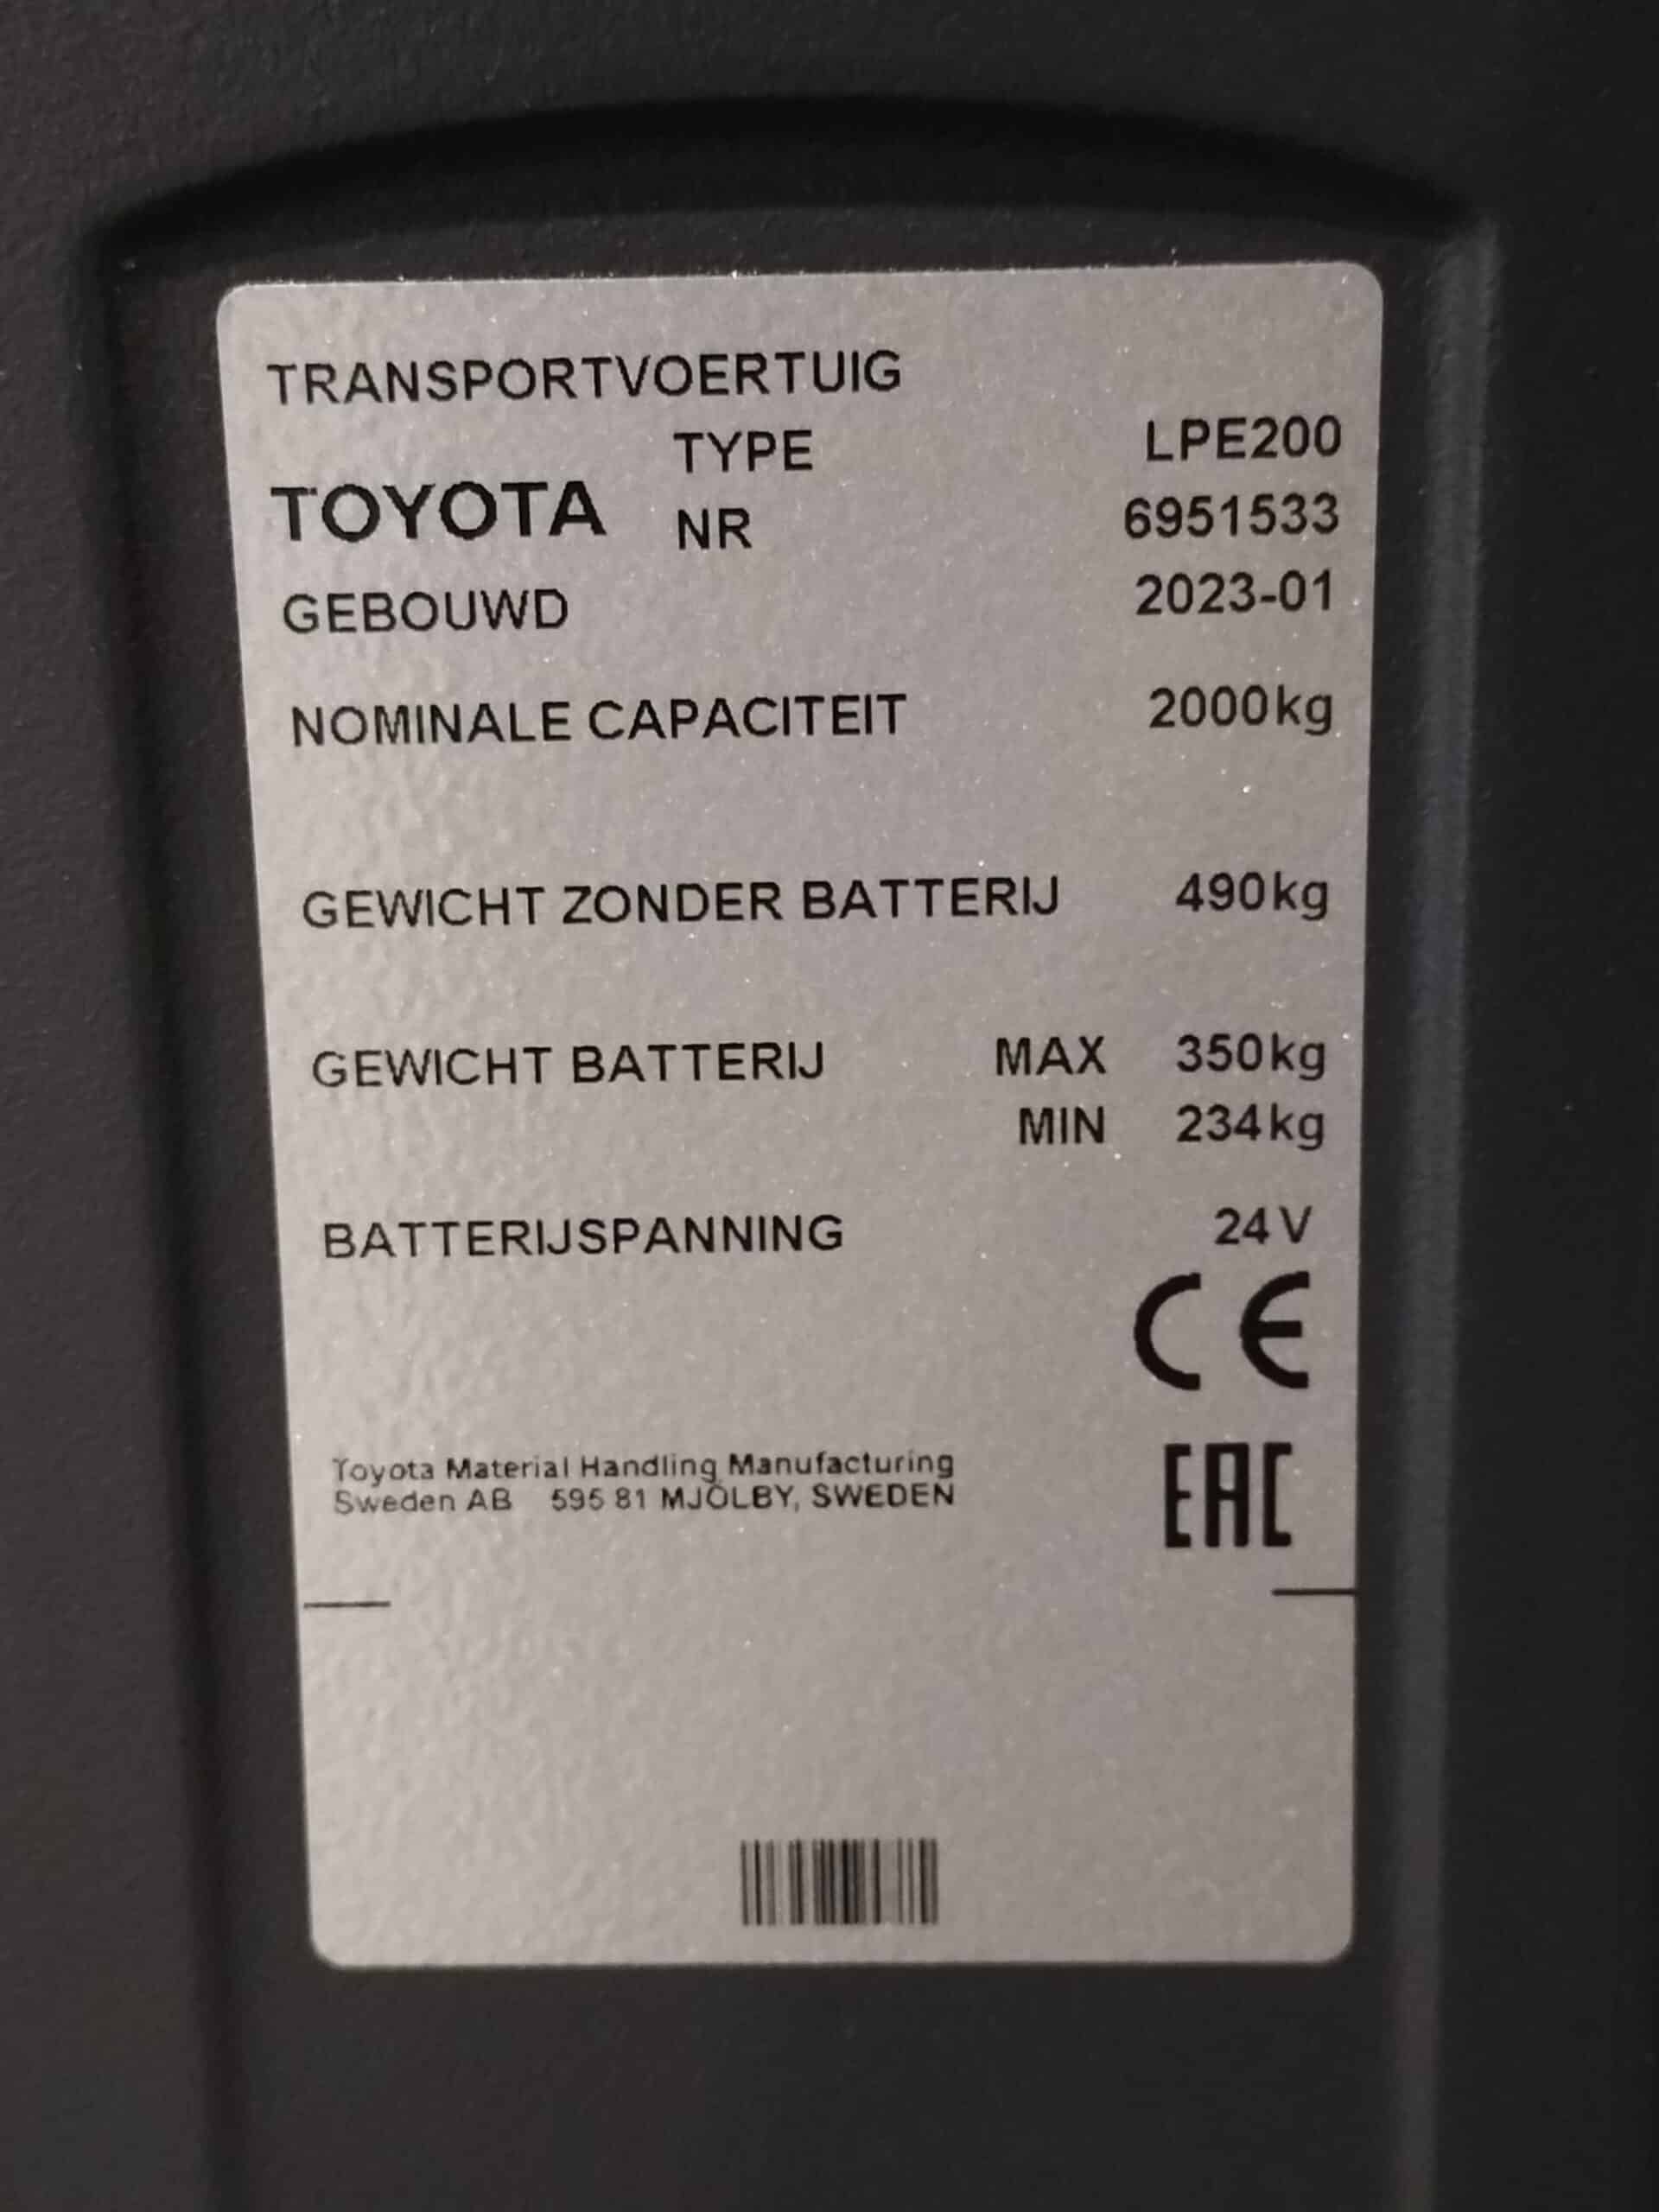 TRANSPORTVOERTUIG
TYPE LPE200
TOYOTA NR 6951533
GEBOUWD 2023-01
NOMINALE CAPACITEIT 2000kg
GEWICHT ZONDER BATTERIJ 490kg
GEWICHT BATTERIJ MAX 350kg
MIN 234kg
BATTERIJSPANNING 24V
CE
Toyota Material Handling Manufacturing
Sweden AB 595 81 MJÖLBY, SWEDEN
EAC